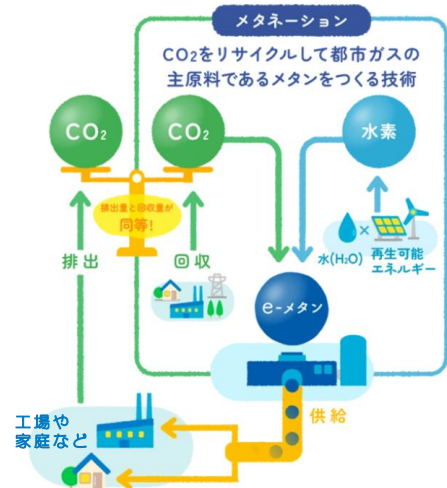 メタネーション
CO2をリサイクルして都市ガスの
主原料であるメタンをつくる技術
CO2
CO2
水素
排出量と回収量が
同等!
排出
回収
水(H2O)
×
再生可能
エネルギー
e-メタン
供給
工場や
家庭など